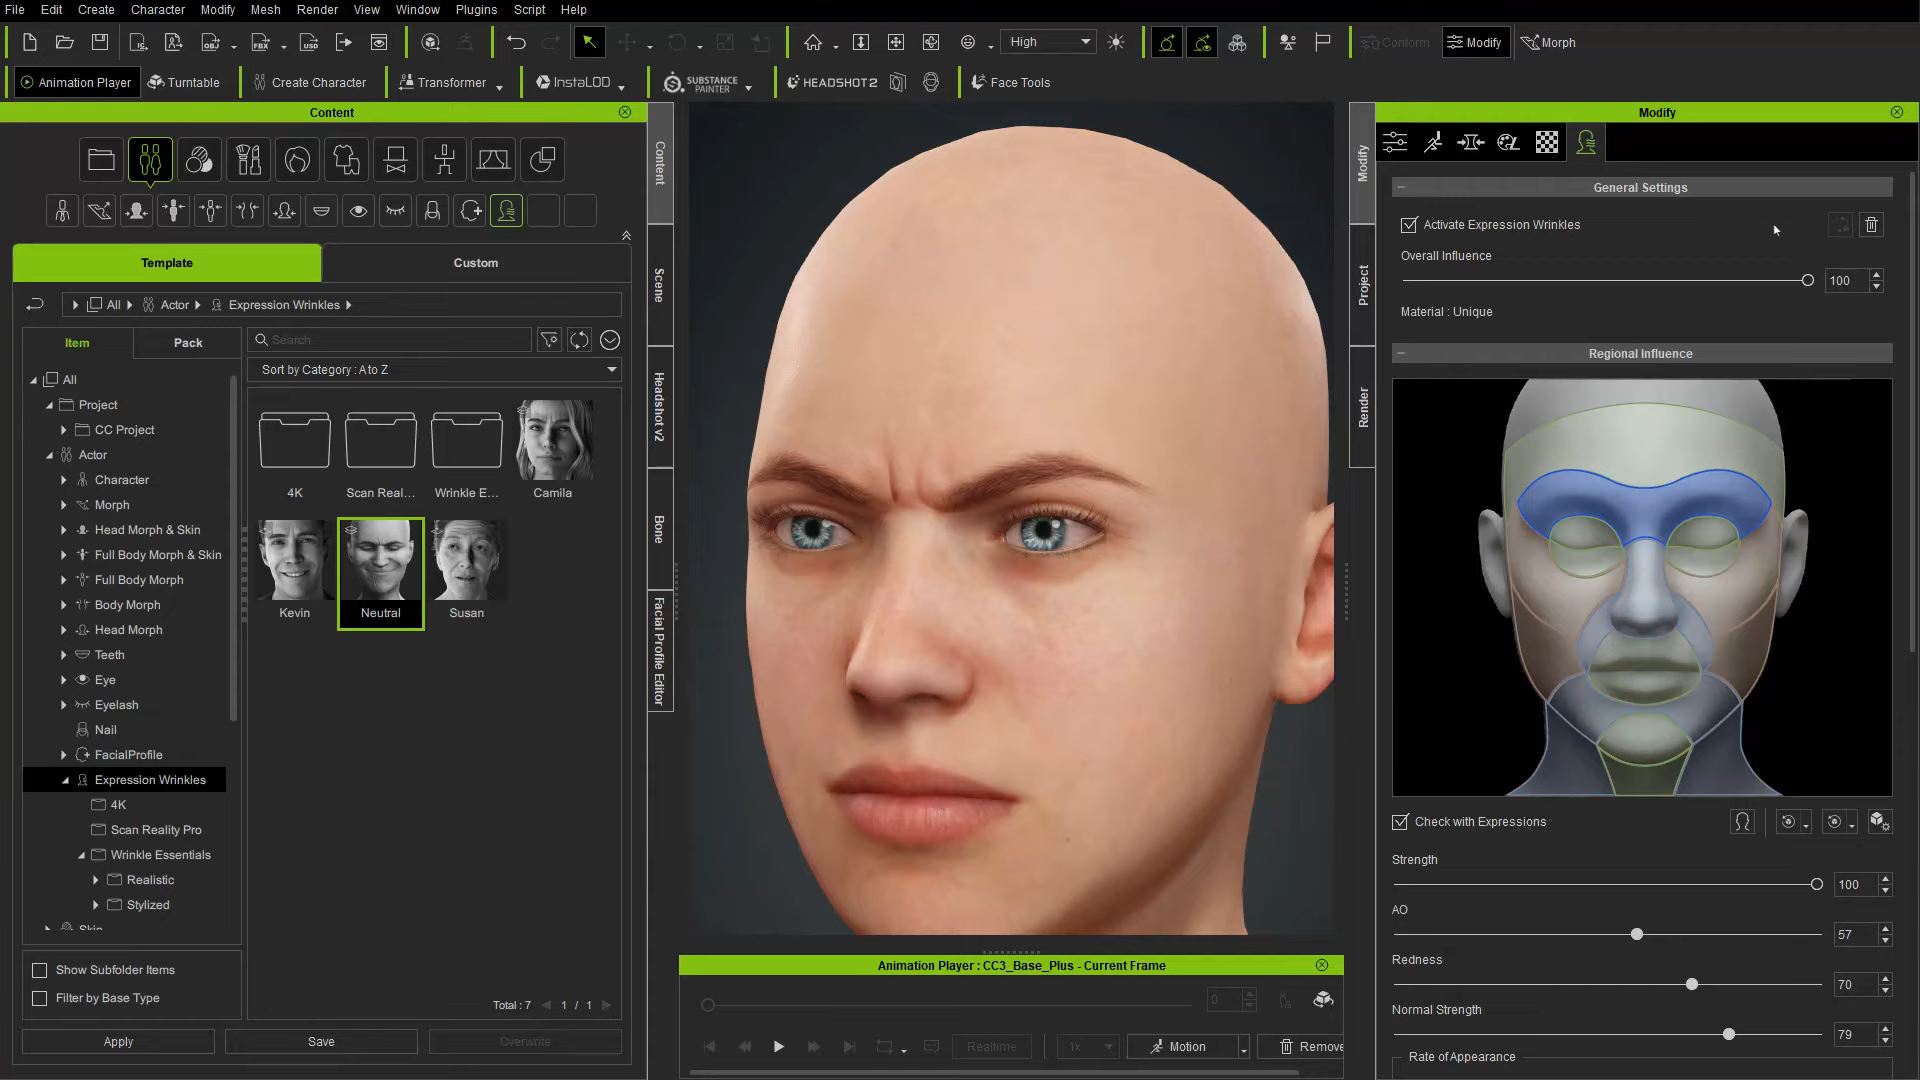 File Edit Create Character Modify Mesh Render View Window Plugins Script Help
High
Conform
Modify
Morph
Animation Player
Turntable
Create Character
Transformer
InstaLOD
SUBSTANCE PAINTER
HEADSHOT 2
Face Tools
Content
Template
Custom
All
Actor
Expression Wrinkles
Item
Pack
Search
Sort by Category : A to Z
All
Project
CC Project
Actor
Character
Morph
Head Morph & Skin
Full Body Morph & Skin
Full Body Morph
Body Morph
Head Morph
Teeth
Eye
Eyelash
Nail
FacialProfile
Expression Wrinkles
4K
Scan Reality Pro
Wrinkle Essentials
Realistic
Stylized
4K
Scan Real...
Wrinkle E...
Camila
Kevin
Neutral
Susan
Show Subfolder Items
Filter by Base Type
Total : 7
1 / 1
Apply
Save
Overwrite
Content
Scene
Headshot v2
Bone
Facial Profile Editor
Animation Player : CC3_Base_Plus - Current Frame
0
Realtime
1x
Motion
Remove
Modify
Project
Render
Modify
General Settings
Activate Expression Wrinkles
Overall Influence
100
Material : Unique
Regional Influence
Check with Expressions
Strength
100
AO
57
Redness
70
Normal Strength
79
Rate of Appearance